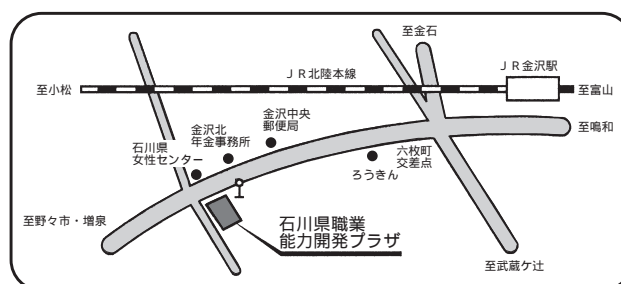 至金石
JR北陸本線
JR金沢駅
至小松
至富山
金沢中央
郵便局
金沢北
年金事務所
石川県
女性センター
至鳴和
六枚町
交差点
ろうきん
至野々市・増泉
石川県職業
能力開発プラザ
至武蔵ケ辻